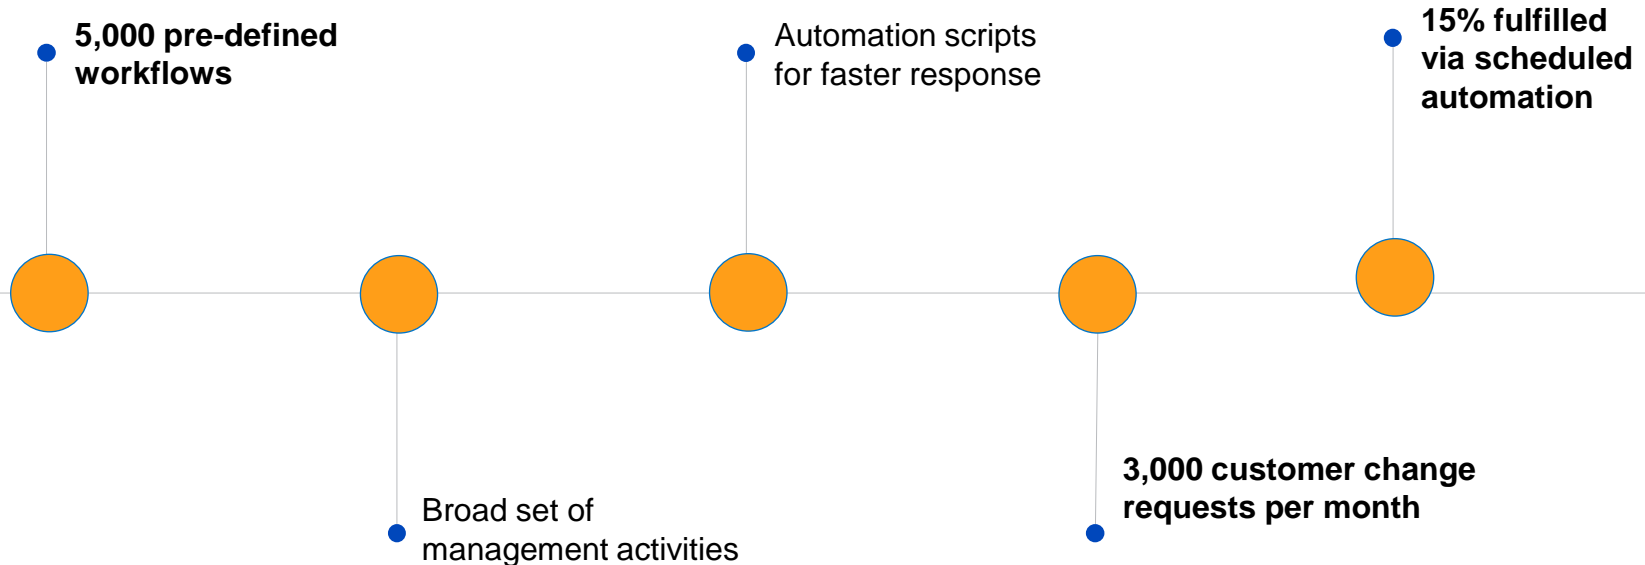 5,000 pre-defined
workflows
Broad set of
management activities
Automation scripts
for faster response
3,000 customer change
requests per month
15% fulfilled
via scheduled
automation